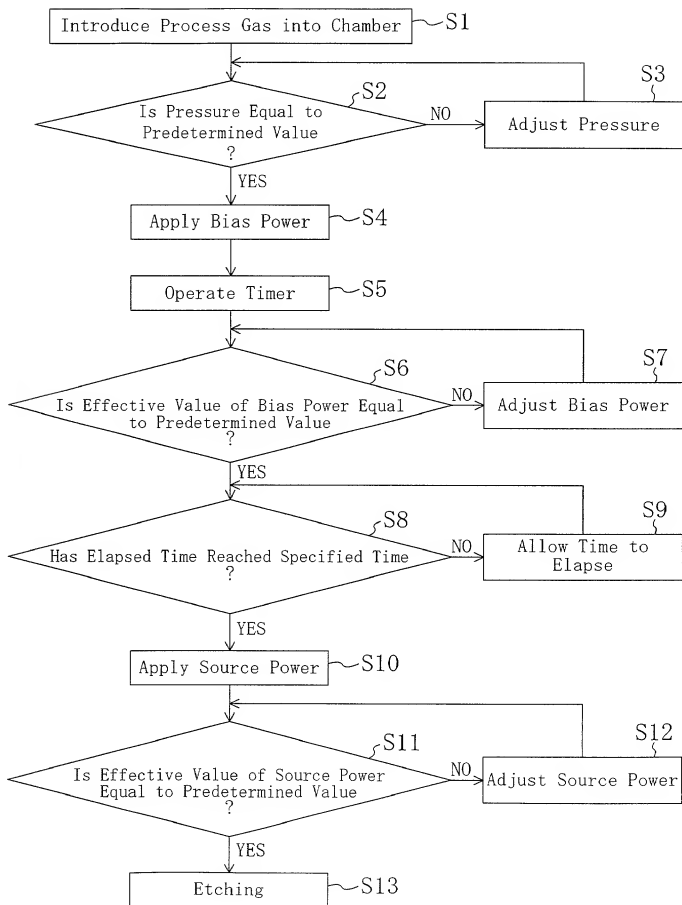 Introduce Process Gas into Chamber S1
S2
S3
Is Pressure Equal to
Predetermined Value
?
NO
Adjust Pressure
YES
Apply Bias Power S4
Operate Timer S5
S6
S7
Is Effective Value of Bias Power Equal
to Predetermined Value
?
NO
Adjust Bias Power
YES
S8
S9
Has Elapsed Time Reached Specified Time
?
NO
Allow Time to
Elapse
YES
Apply Source Power S10
S11
S12
Is Effective Value of Source Power
Equal to Predetermined Value
?
NO
Adjust Source Power
YES
Etching S13